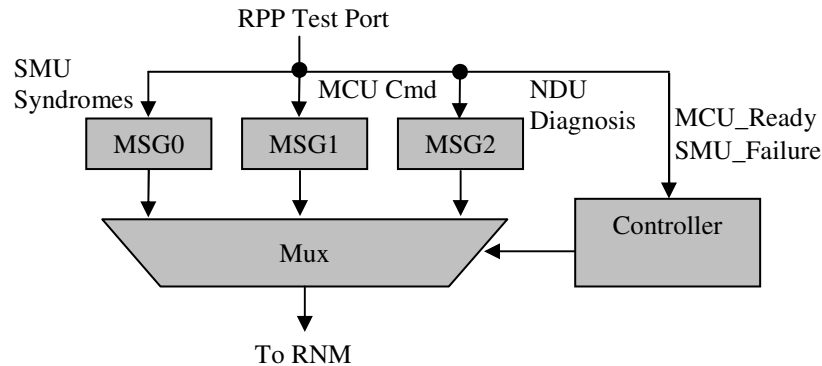 RPP Test Port
SMU
Syndromes
MCU Cmd
NDU
Diagnosis
MCU_Ready
SMU_Failure
MSG0
MSG1
MSG2
Controller
Mux
To RNM